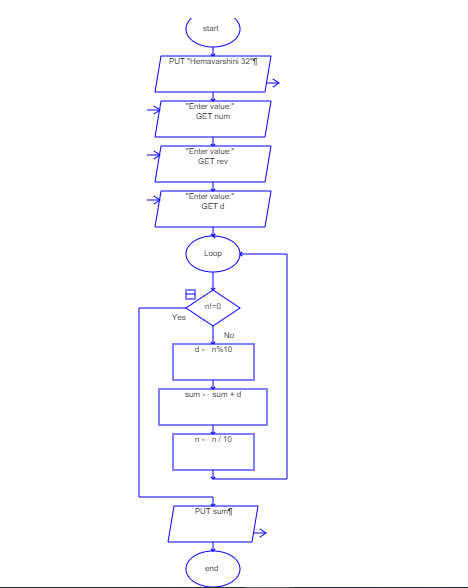 start
PUT "Hemavarshini 32"¶
"Enter value:"
GET num
"Enter value:"
GET rev
"Enter value:"
GET d
Loop
n!=0
Yes
No
d ← n%10
sum ← sum + d
n ← n / 10
PUT sum¶
end